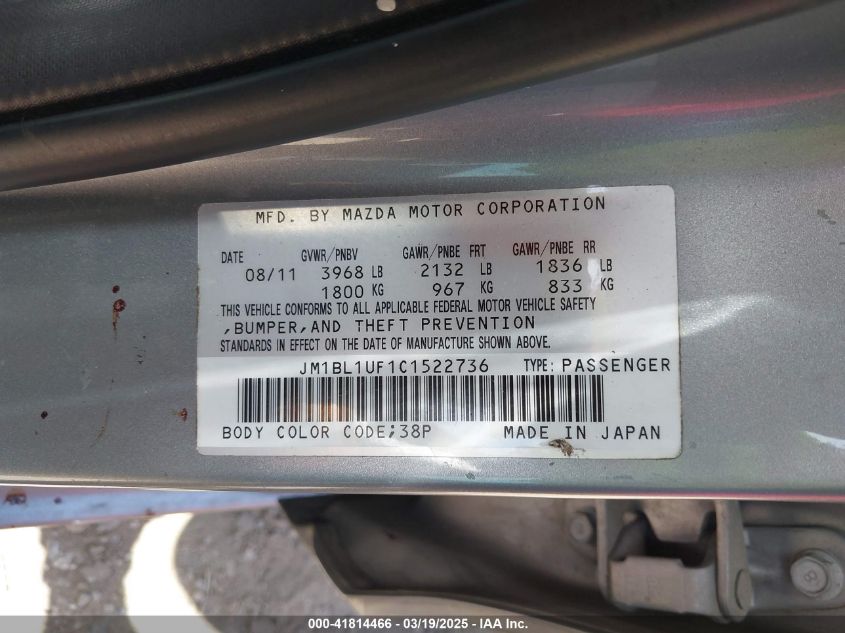 MFD. BY MAZDA MOTOR CORPORATION
DATE GVWR/PNBV GAWR/PNBE FRT GAWR/PNBE RR
08/11 3968 LB 2132 LB 1836 LB
1800 KG 967 KG 833 KG
THIS VEHICLE CONFORMS TO ALL APPLICABLE FEDERAL MOTOR VEHICLE SAFETY
,BUMPER,AND THEFT PREVENTION
STANDARDS IN EFFECT ON THE DATE OF MANUFACTURE SHOWN ABOVE.
JM1BL1UF1C1522736 TYPE: PASSENGER
BODY COLOR CODE;38P MADE IN JAPAN
000-41814466 - 03/19/2025 - IAA Inc.
8